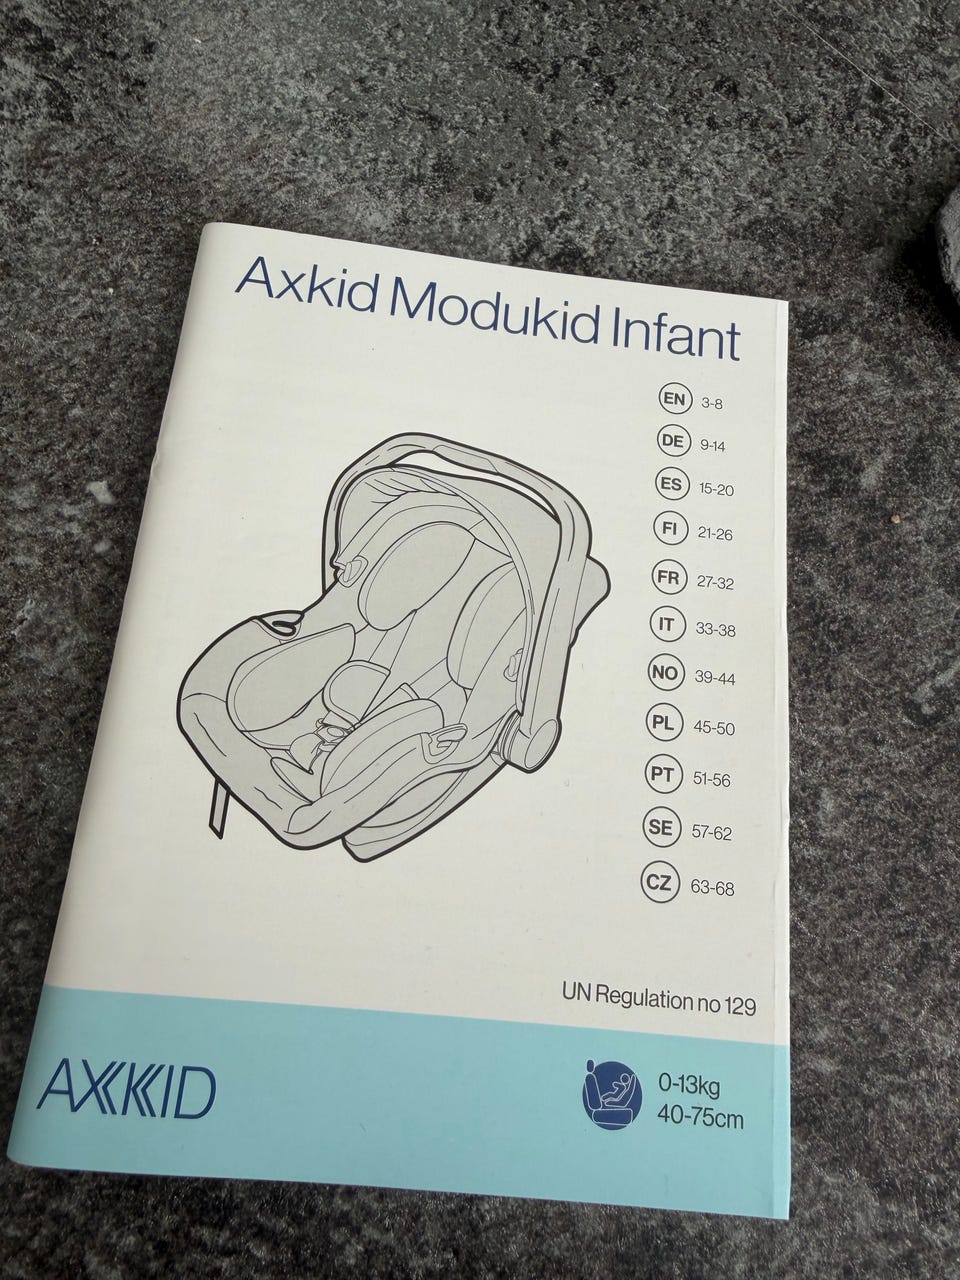 Axkid Modukid Infant
EN 3-8
DE 9-14
ES 15-20
FI 21-26
FR 27-32
IT 33-38
NO 39-44
PL 45-50
PT 51-56
SE 57-62
CZ 63-68
UN Regulation no 129
AXKID
0-13kg
40-75cm